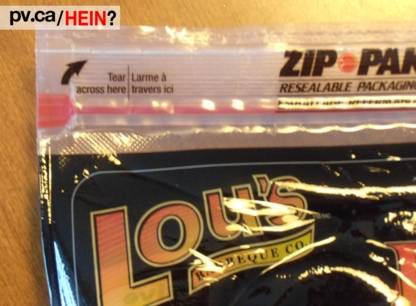 pv.ca/HEIN?
ZIP PAK
RESEALABLE PACKAGING
Tear
across here
Larme à
travers ici
Lou's
BARBEQUE CO